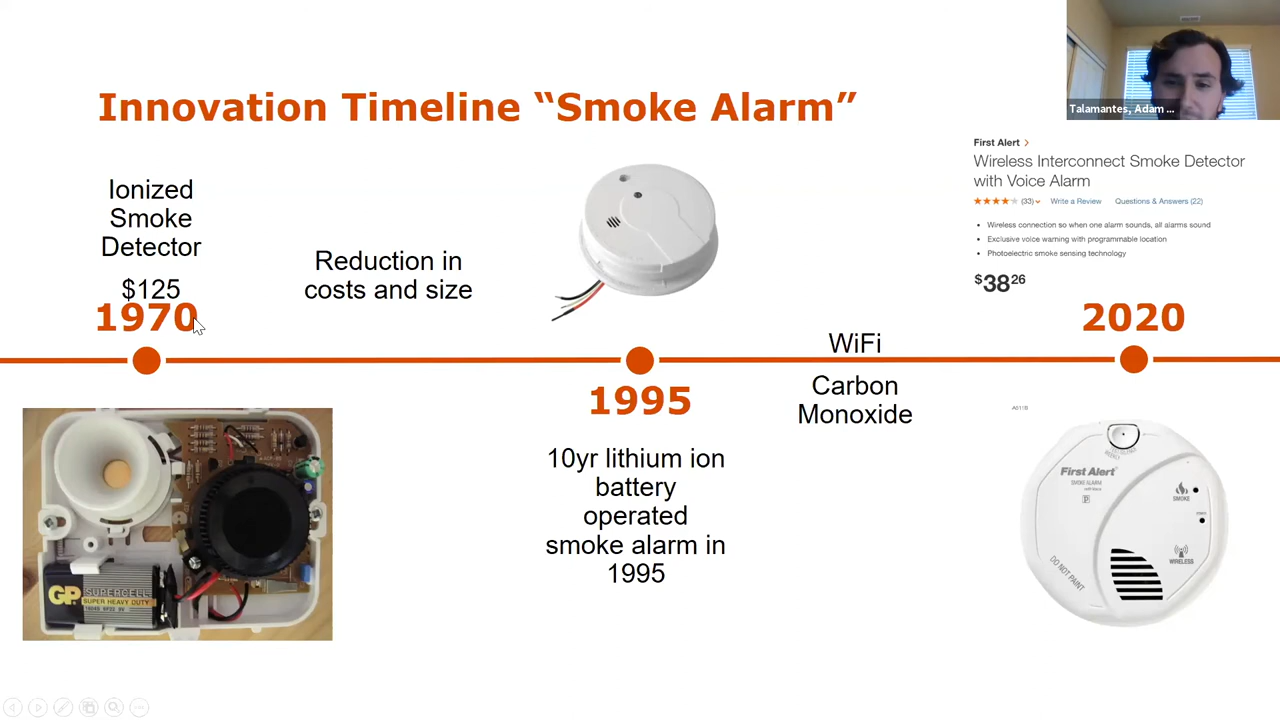 Talamantes, Adam ...
Innovation Timeline “Smoke Alarm”
Ionized
Smoke
Detector
$125
1970
Reduction in
costs and size
1995
10yr lithium ion
battery
operated
smoke alarm in
1995
WiFi
Carbon
Monoxide
First Alert
Wireless Interconnect Smoke Detector
with Voice Alarm
(33) Write a Review Questions & Answers (22)
• Wireless connection so when one alarm sounds, all alarms sound
• Exclusive voice warning with programmable location
• Photoelectric smoke sensing technology
$38 26
2020
GP
SUPERCELL
SUPER HEAVY DUTY
First Alert
SMOKE ALARM
SMOKE
WIRELESS
DO NOT PAINT